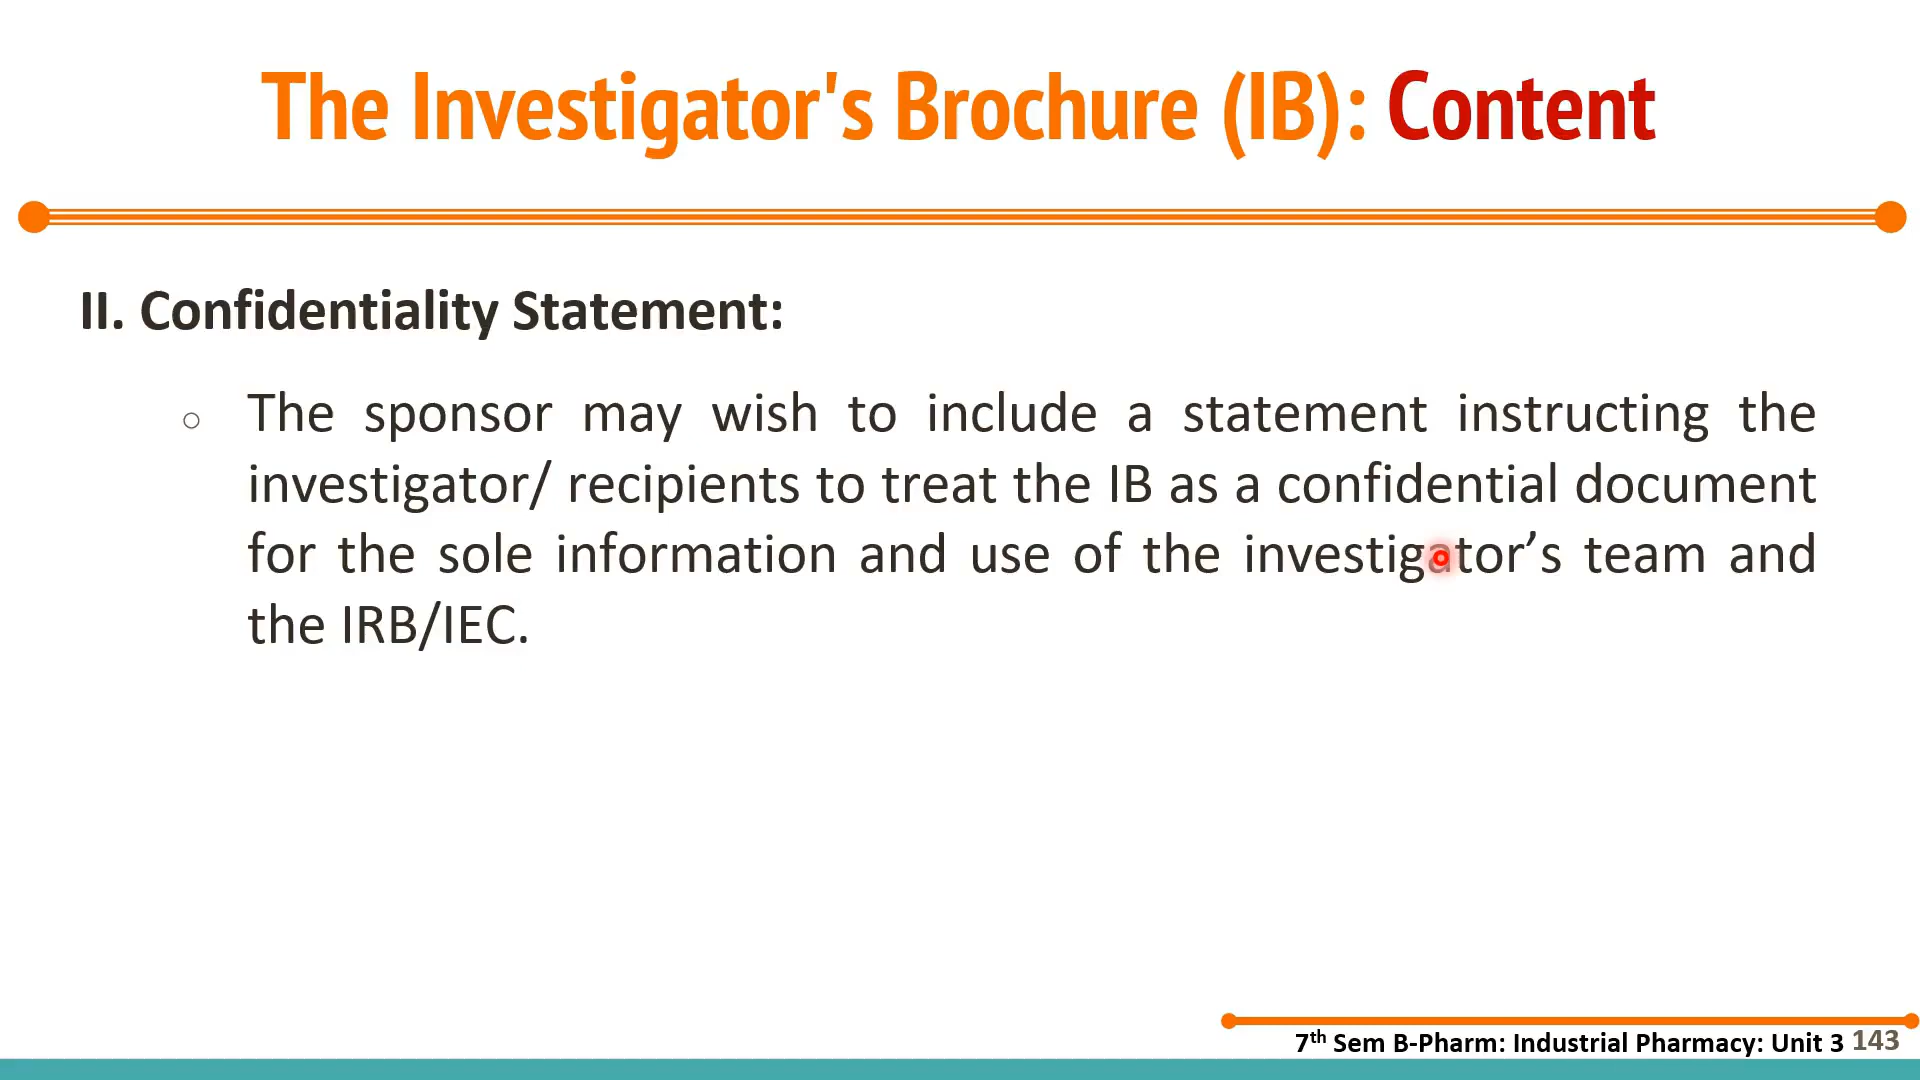 The Investigator's Brochure (IB): Content
II. Confidentiality Statement:
○ The sponsor may wish to include a statement instructing the
investigator/ recipients to treat the IB as a confidential document
for the sole information and use of the investigator’s team and
the IRB/IEC.
7th Sem B-Pharm: Industrial Pharmacy: Unit 3 143